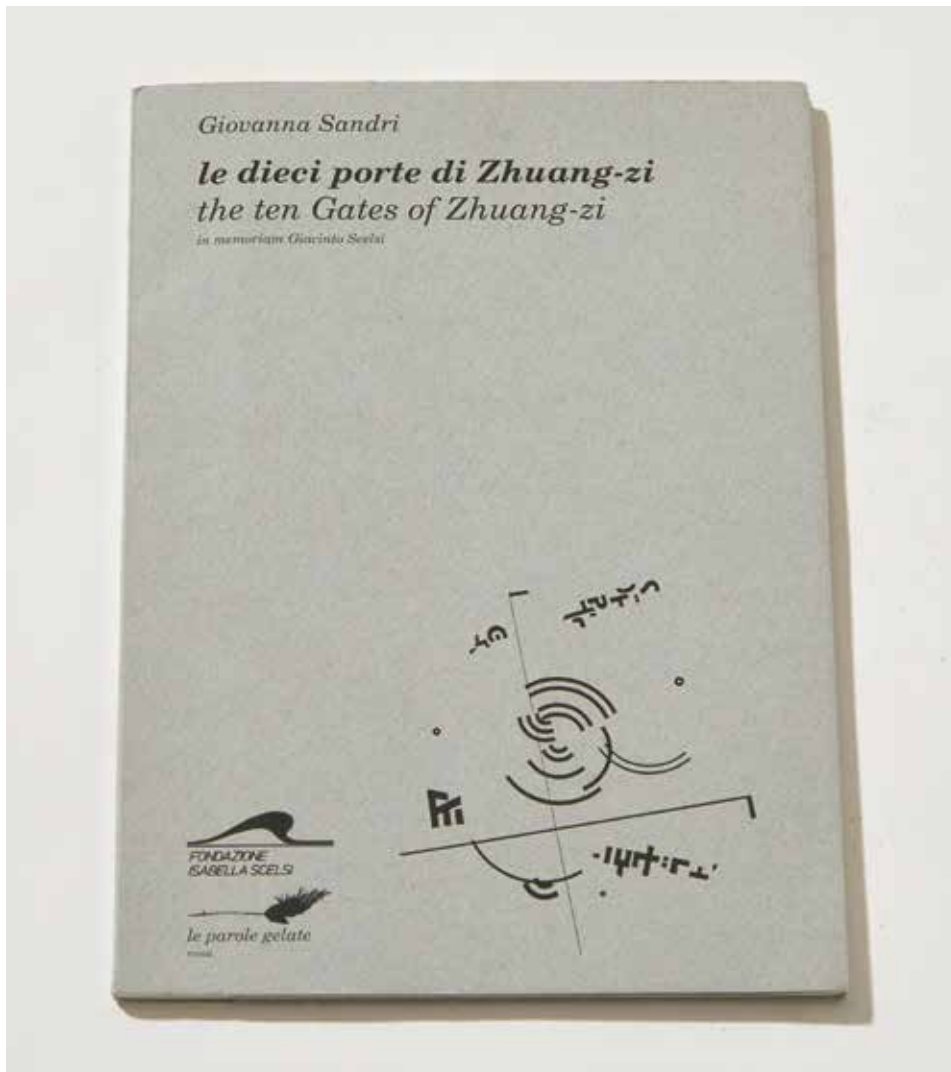 Giovanna Sandri
le dieci porte di Zhuang-zi
the ten Gates of Zhuang-zi
in memoriam Giacinto Scelsi
FONDAZIONE
ISABELLA SCELSI
le parole gelate